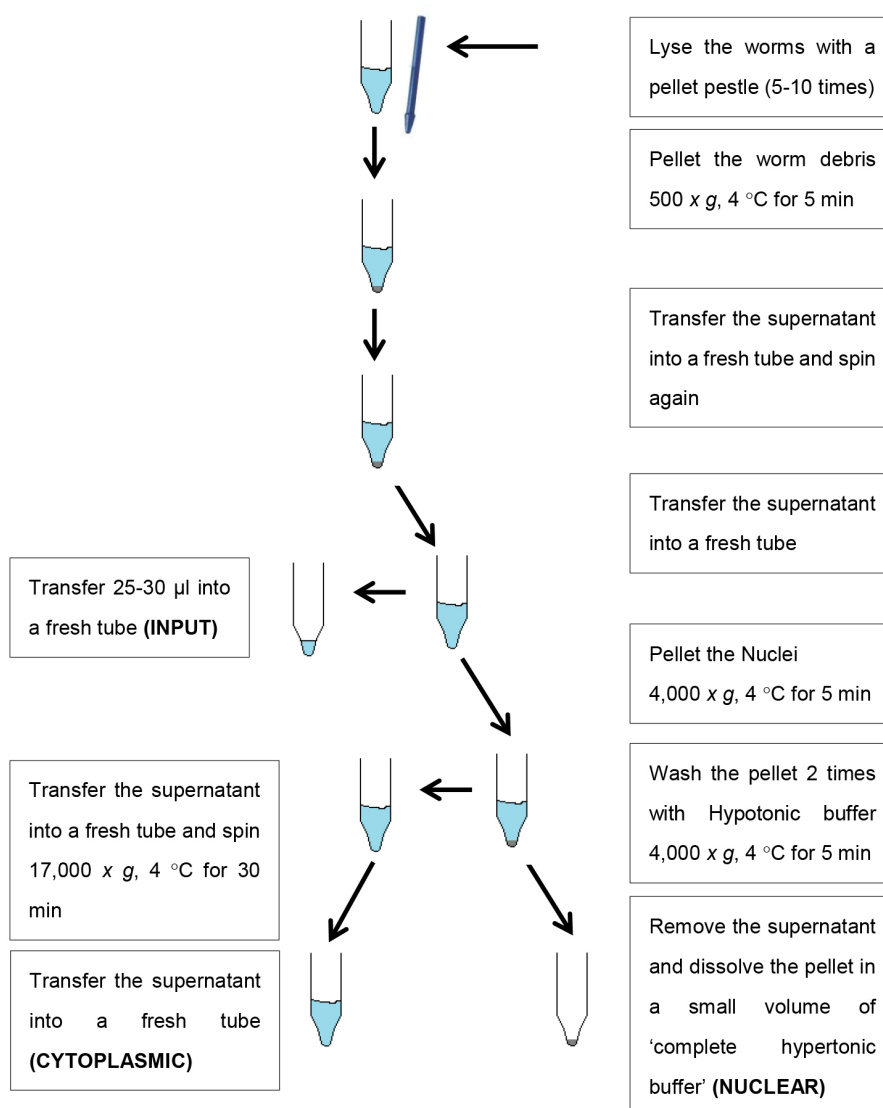 Lyse the worms with a
pellet pestle (5-10 times)
Pellet the worm debris
500 x g, 4 °C for 5 min
Transfer the supernatant
into a fresh tube and spin
again
Transfer the supernatant
into a fresh tube
Transfer 25-30 µl into
a fresh tube (INPUT)
Pellet the Nuclei
4,000 x g, 4 °C for 5 min
Transfer the supernatant
into a fresh tube and spin
17,000 x g, 4 °C for 30
min
Wash the pellet 2 times
with Hypotonic buffer
4,000 x g, 4 °C for 5 min
Transfer the supernatant
into a fresh tube
(CYTOPLASMIC)
Remove the supernatant
and dissolve the pellet in
a small volume of
‘complete hypertonic
buffer’ (NUCLEAR)